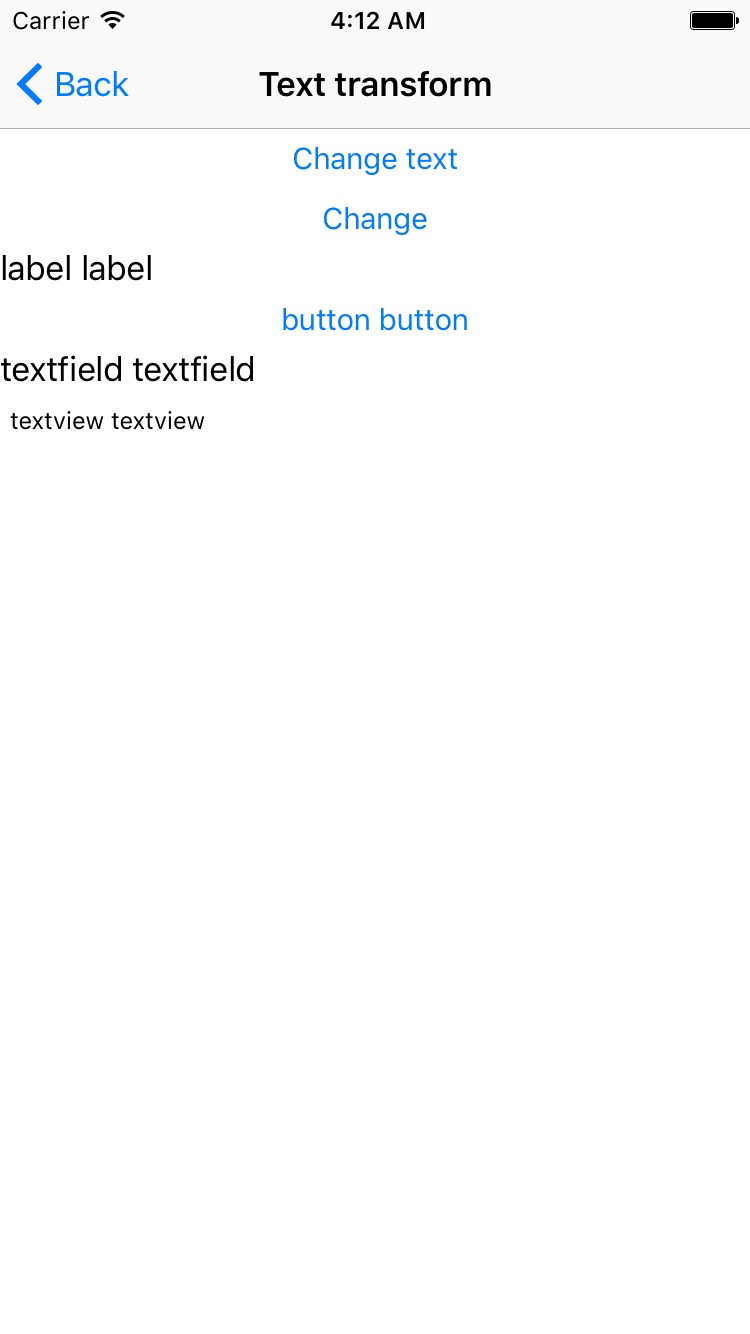 Carrier 4:12 AM
Back Text transform
Change text
Change
label label
button button
textfield textfield
textview textview